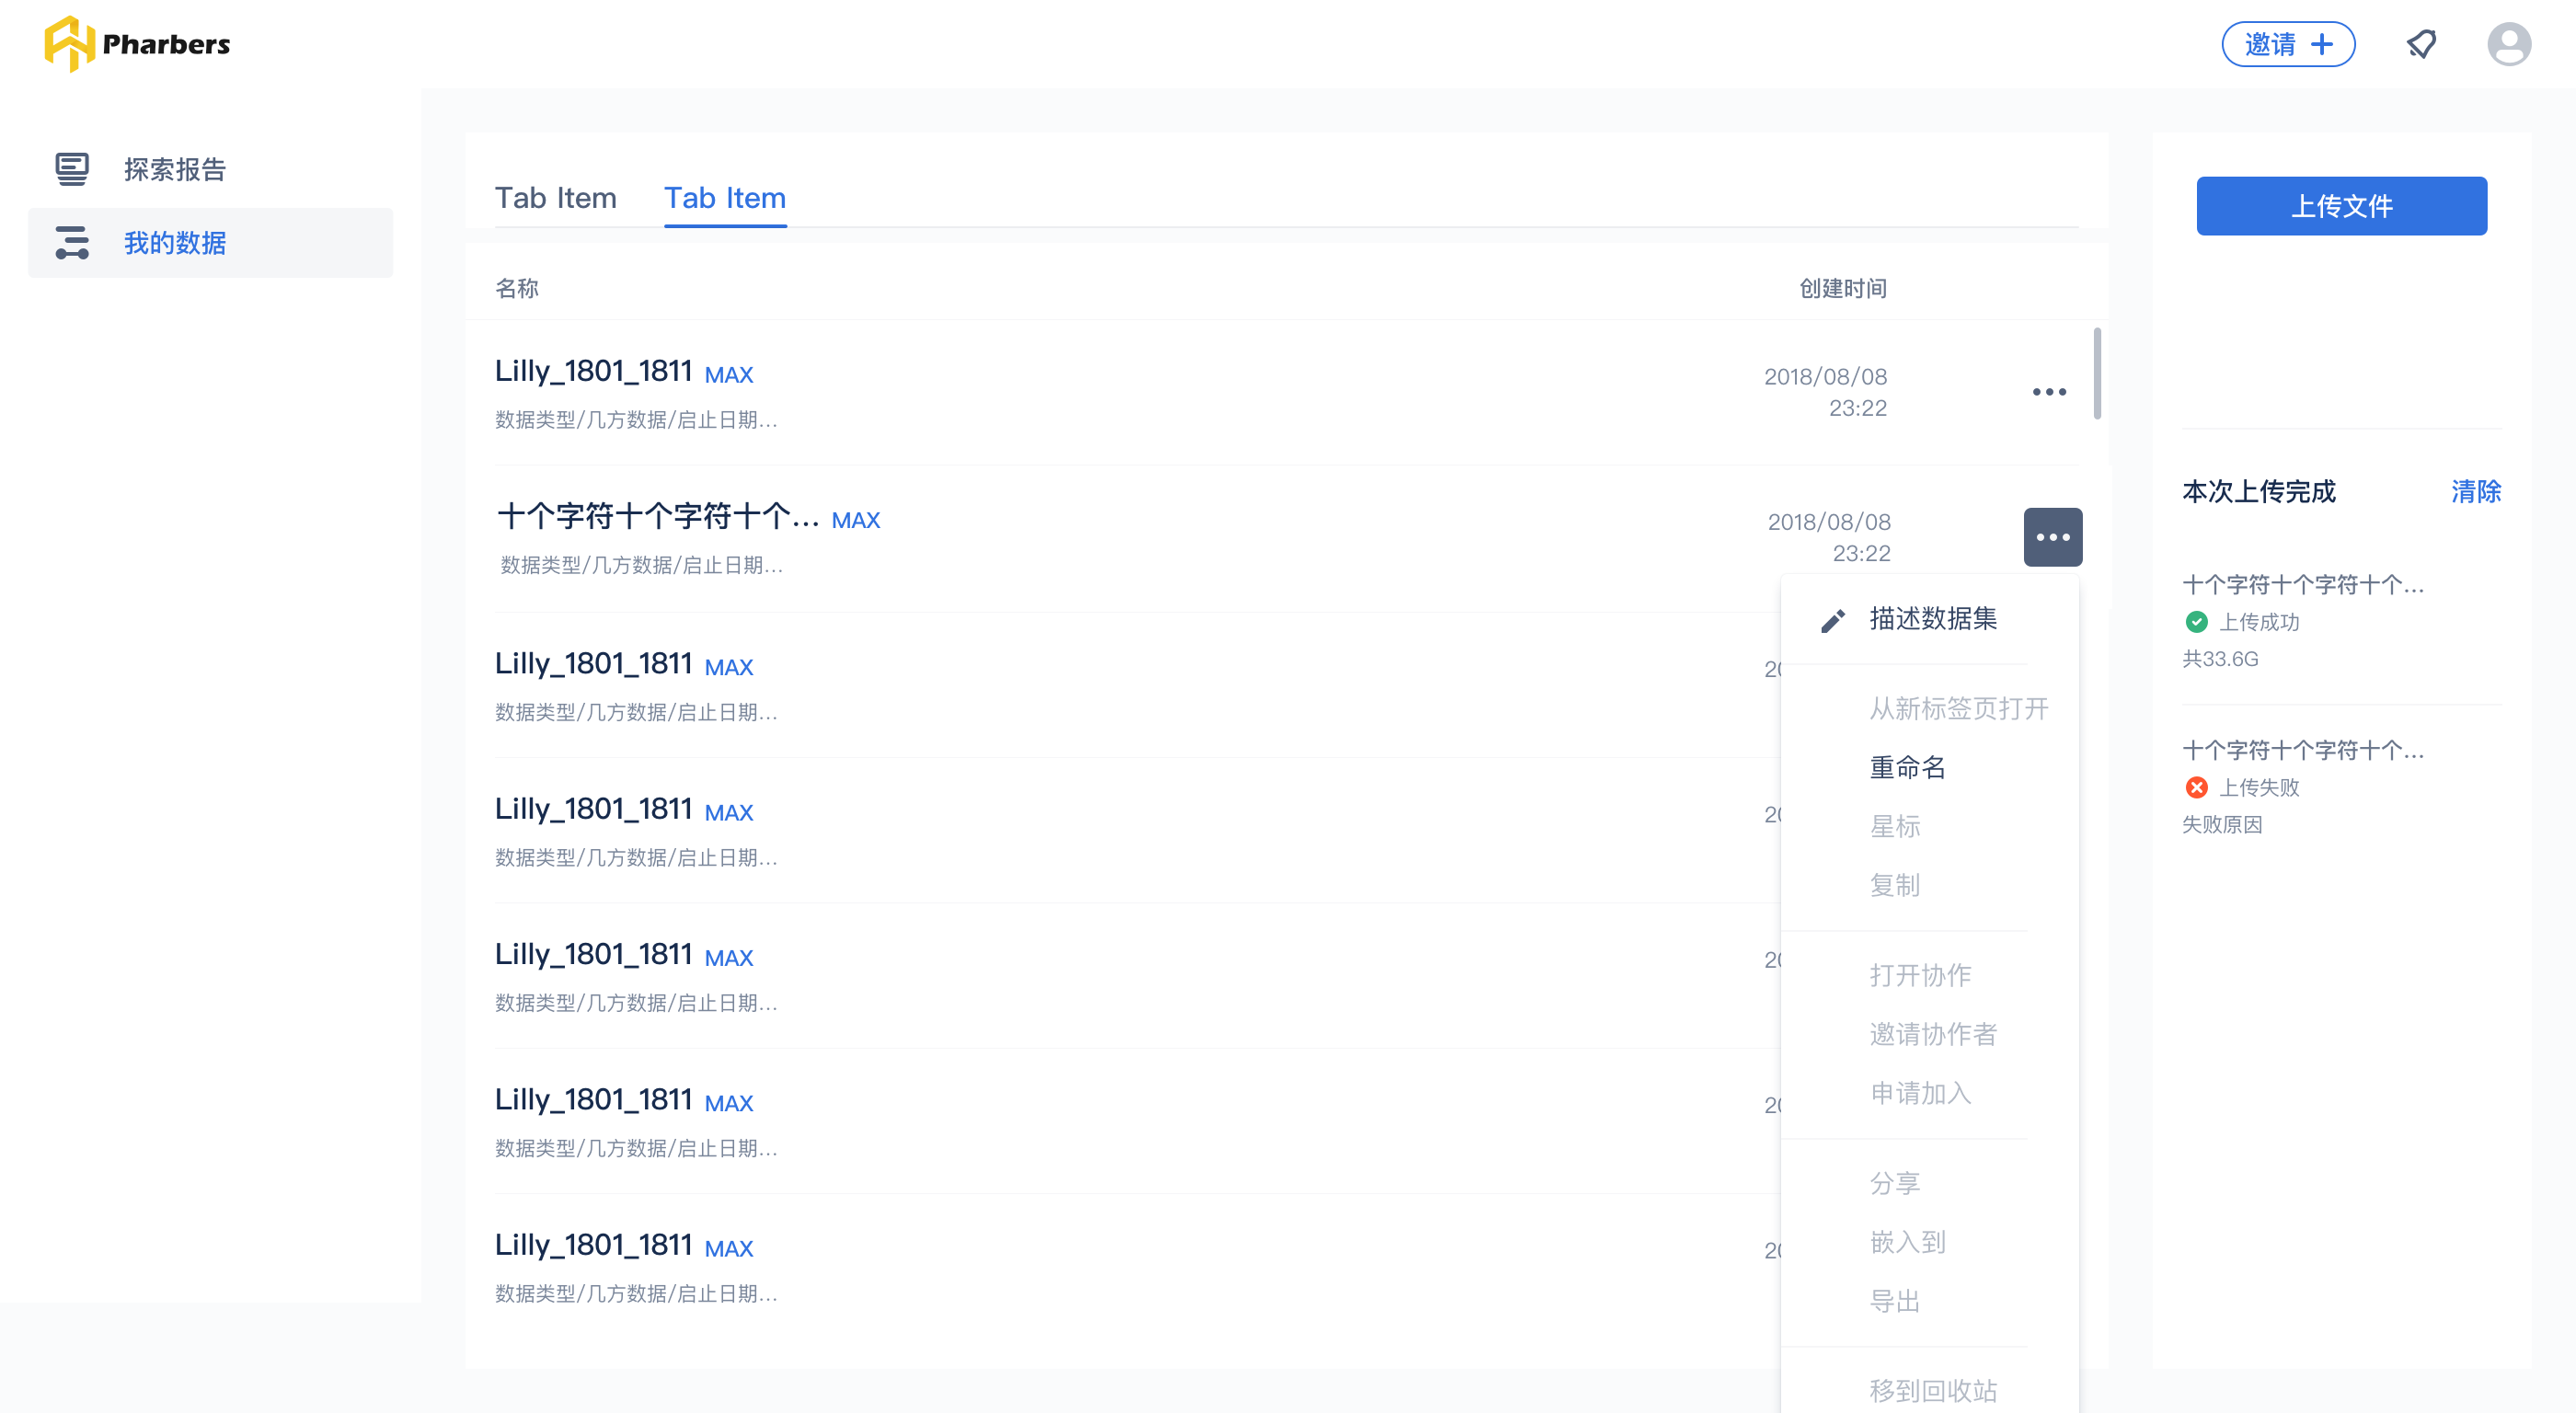 Pharbers
邀请
探索报告
我的数据
Tab Item Tab Item
名称 创建时间
Lilly_1801_1811 MAX
数据类型/几方数据/启止日期...
2018/08/08
23:22
十个字符十个字符十个... MAX
数据类型/几方数据/启止日期...
2018/08/08
23:22
Lilly_1801_1811 MAX
数据类型/几方数据/启止日期...
20
Lilly_1801_1811 MAX
数据类型/几方数据/启止日期...
20
Lilly_1801_1811 MAX
数据类型/几方数据/启止日期...
20
Lilly_1801_1811 MAX
数据类型/几方数据/启止日期...
20
Lilly_1801_1811 MAX
数据类型/几方数据/启止日期...
20
描述数据集
从新标签页打开
重命名
星标
复制
打开协作
邀请协作者
申请加入
分享
嵌入到
导出
移到回收站
上传文件
本次上传完成 清除
十个字符十个字符十个...
上传成功
共33.6G
十个字符十个字符十个...
上传失败
失败原因